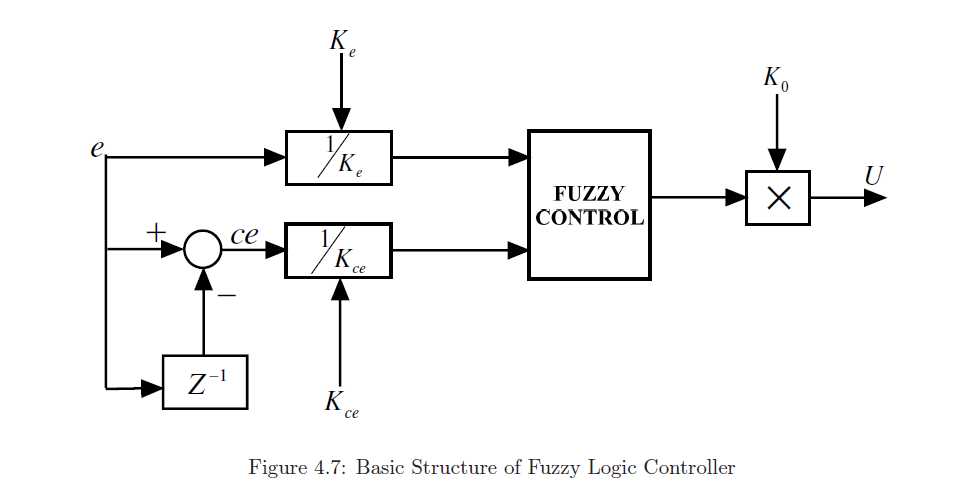 K_e
e
1/K_e
K_0
U
FUZZY
CONTROL
×
+
ce
1/K_ce
−
Z^-1
K_ce
Figure 4.7: Basic Structure of Fuzzy Logic Controller